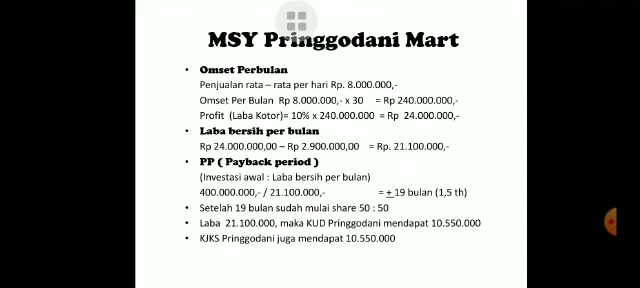 MSY Pringgodani Mart
• Omset Perbulan
Penjualan rata – rata per hari Rp. 8.000.000,-
Omset Per Bulan Rp 8.000.000,- x 30 = Rp 240.000.000,-
Profit (Laba Kotor)= 10% x 240.000.000 = Rp 24.000.000,-
• Laba bersih per bulan
Rp 24.000.000,00 – Rp 2.900.000,00 = Rp. 21.100.000,-
• PP ( Payback period )
(Investasi awal : Laba bersih per bulan)
400.000.000,- / 21.100.000,- = ± 19 bulan (1,5 th)
• Setelah 19 bulan sudah mulai share 50 : 50
• Laba 21.100.000, maka KUD Pringgodani mendapat 10.550.000
• KJKS Pringgodani juga mendapat 10.550.000